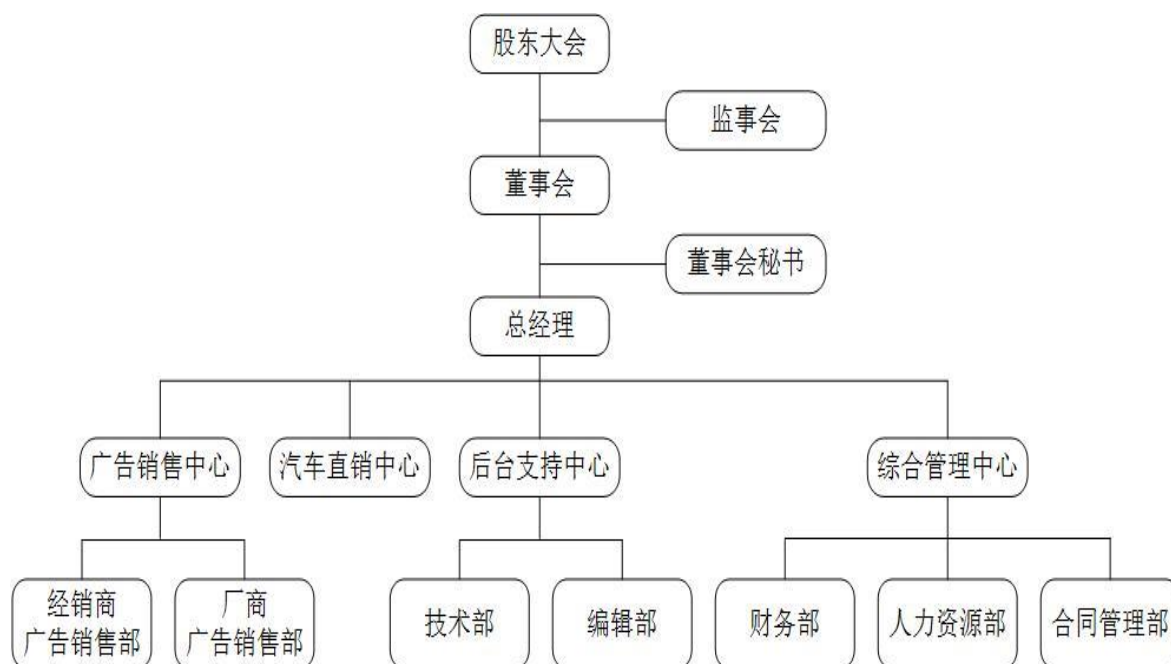 股东大会
监事会
董事会
董事会秘书
总经理
广告销售中心
汽车直销中心
后台支持中心
综合管理中心
经销商
广告销售部
厂商
广告销售部
技术部
编辑部
财务部
人力资源部
合同管理部